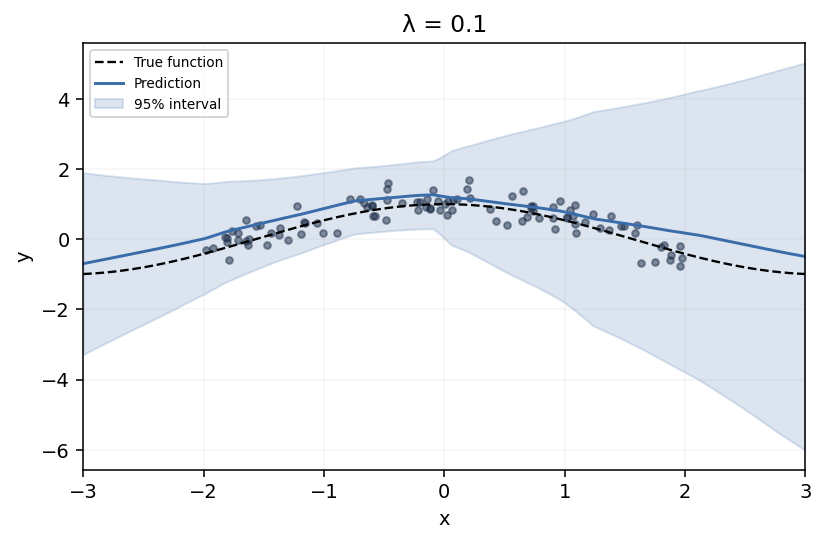 λ = 0.1
True function
Prediction
95% interval
4
2
0
−2
−4
−6
y
−3 −2 −1 0 1 2 3
x